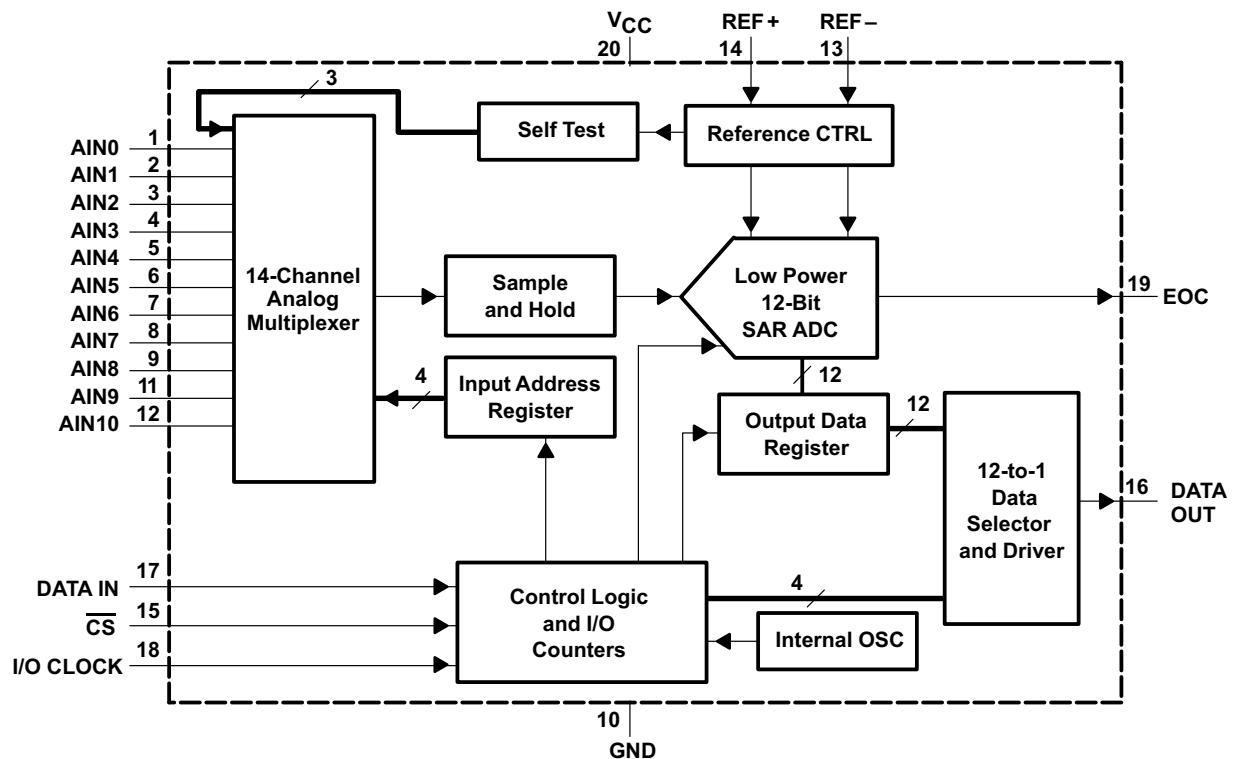 VCC
REF+
REF–
20
14
13
3
Self Test
Reference CTRL
AIN0 1
AIN1 2
AIN2 3
AIN3 4
AIN4 5
AIN5 6
AIN6 7
AIN7 8
AIN8 9
AIN9 11
AIN10 12
14-Channel
Analog
Multiplexer
Sample
and Hold
Low Power
12-Bit
SAR ADC
19
EOC
4
Input Address
Register
12
Output Data
Register
12
12-to-1
Data
Selector
and Driver
16
DATA
OUT
DATA IN 17
CS 15
I/O CLOCK 18
Control Logic
and I/O
Counters
4
Internal OSC
10
GND